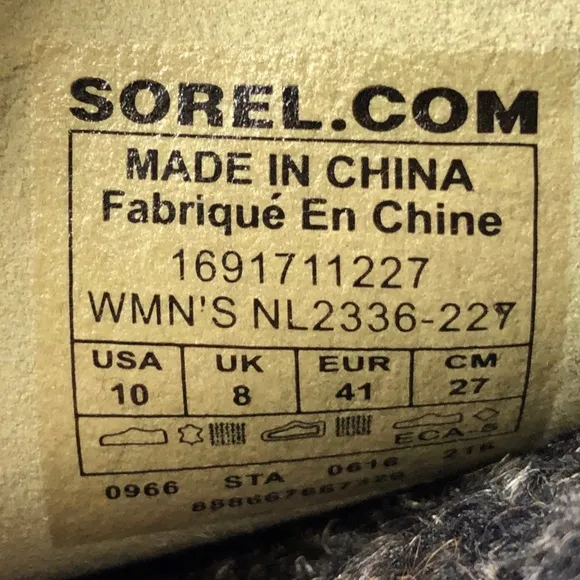 SOREL.COM
MADE IN CHINA
Fabriqué En Chine
1691711227
WMN'S NL2336-227
USA UK EUR CM
10 8 41 27
ECA.S
0966 STA 0616 216